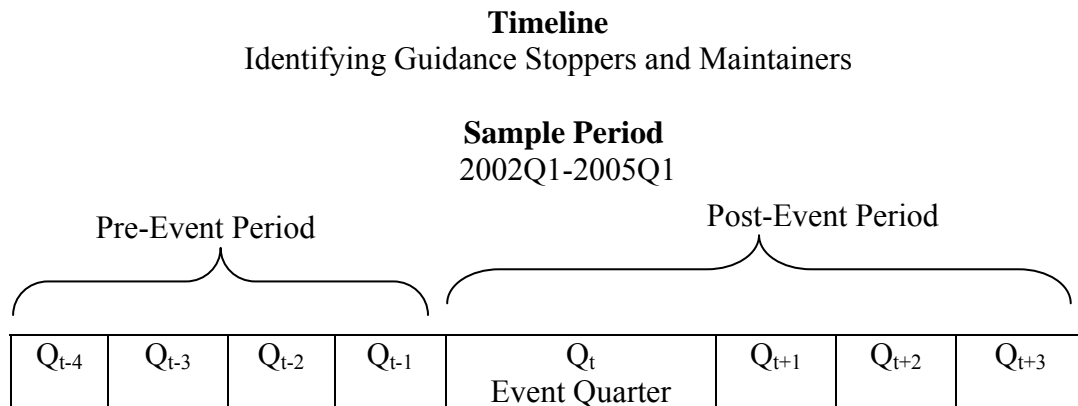 Timeline
Identifying Guidance Stoppers and Maintainers
Sample Period
2002Q1-2005Q1
Pre-Event Period
Post-Event Period
Qt-4 Qt-3 Qt-2 Qt-1 Qt Qt+1 Qt+2 Qt+3
Event Quarter